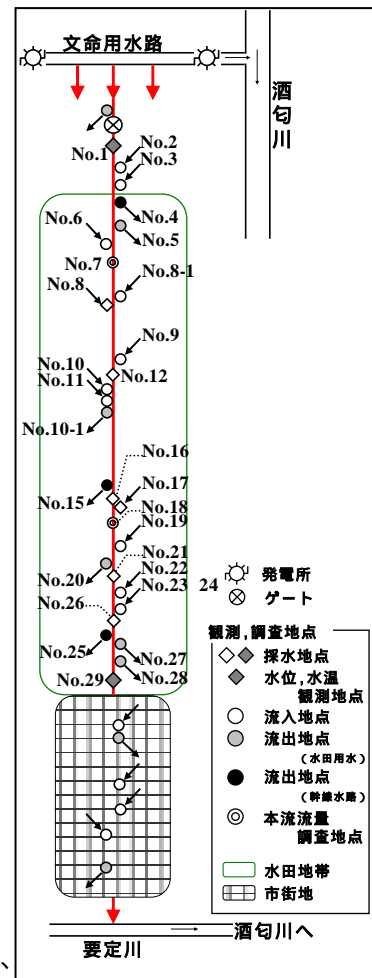 文命用水路
酒匂川
No.1
No.2
No.3
No.4
No.5
No.6
No.7
No.8-1
No.8
No.9
No.10
No.11
No.12
No.10-1
No.16
No.15
No.17
No.18
No.19
No.21
No.20
No.22
No.23 24
No.26
No.25
No.27
No.28
No.29
発電所
ゲート
観測,調査地点
採水地点
水位,水温
観測地点
流入地点
流出地点
(水田用水)
流出地点
(幹線水路)
本流流量
調査地点
水田地帯
市街地
酒匂川へ
要定川
、